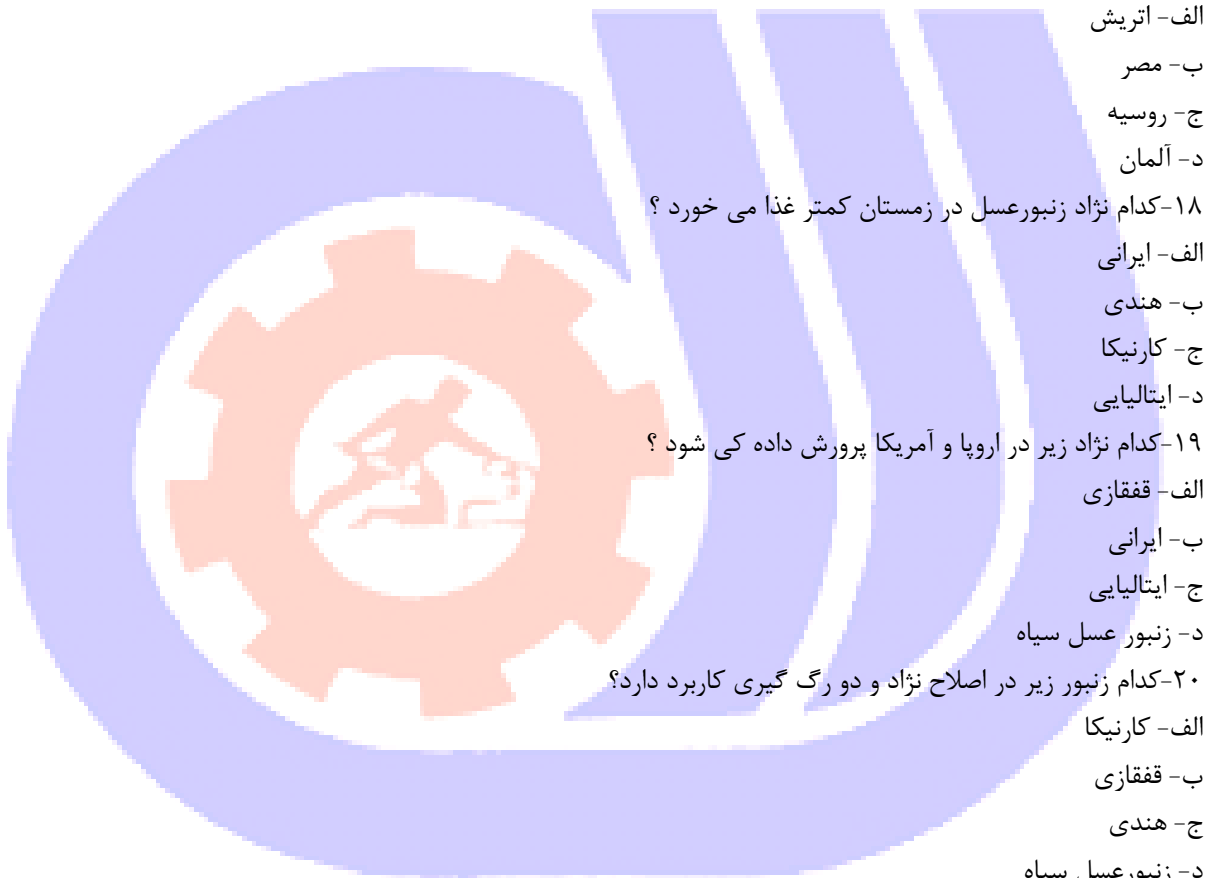 الف- اتریش
ب- مصر
ج- روسیه
د- آلمان
۱۸-کدام نژاد زنبورعسل در زمستان کمتر غذا می خورد ؟
الف- ایرانی
ب- هندی
ج- کارنیکا
د- ایتالیایی
۱۹-کدام نژاد زیر در اروپا و آمریکا پرورش داده کی شود ؟
الف- قفقازی
ب- ایرانی
ج- ایتالیایی
د- زنبور عسل سیاه
۲۰-کدام زنبور زیر در اصلاح نژاد و دو رگ گیری کاربرد دارد؟
الف- کارنیکا
ب- قفقازی
ج- هندی
د- زنبورعسل سیاه